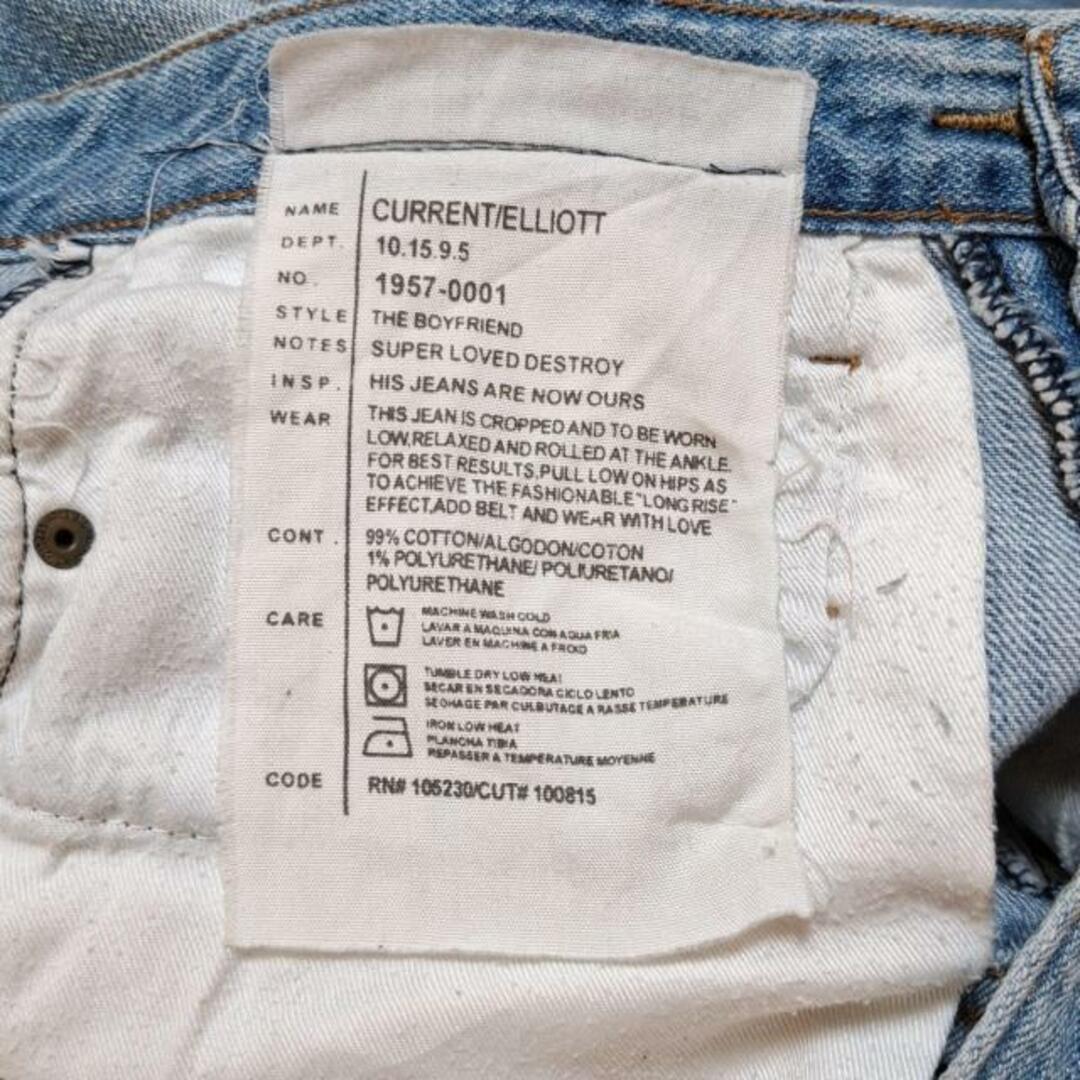 NAME CURRENT/ELLIOTT
DEPT. 10.15.9.5
NO. 1957-0001
STYLE THE BOYFRIEND
NOTES SUPER LOVED DESTROY
INSP. HIS JEANS ARE NOW OURS
WEAR THIS JEAN IS CROPPED AND TO BE WORN
LOW,RELAXED AND ROLLED AT THE ANKLE.
FOR BEST RESULTS,PULL LOW ON HIPS AS
TO ACHIEVE THE FASHIONABLE "LONG RISE"
EFFECT,ADD BELT AND WEAR WITH LOVE
CONT. 99% COTTON/ALGODON/COTON
1% POLYURETHANE/ POLIURETANO/
POLYURETHANE
CARE MACHINE WASH COLD
LAVAR A MAQUINA CON AGUA FRIA
LAVER EN MACHINE A FROID
TUMBLE DRY LOW HEAT
SECAR EN SECADORA CICLO LENTO
SECHAGE PAR CULBUTAGE A BASSE TEMPERATURE
IRON LOW HEAT
PLANCHA TIBIA
REPASSER A TEMPERATURE MOYENNE
CODE RN# 105230/CUT# 100815